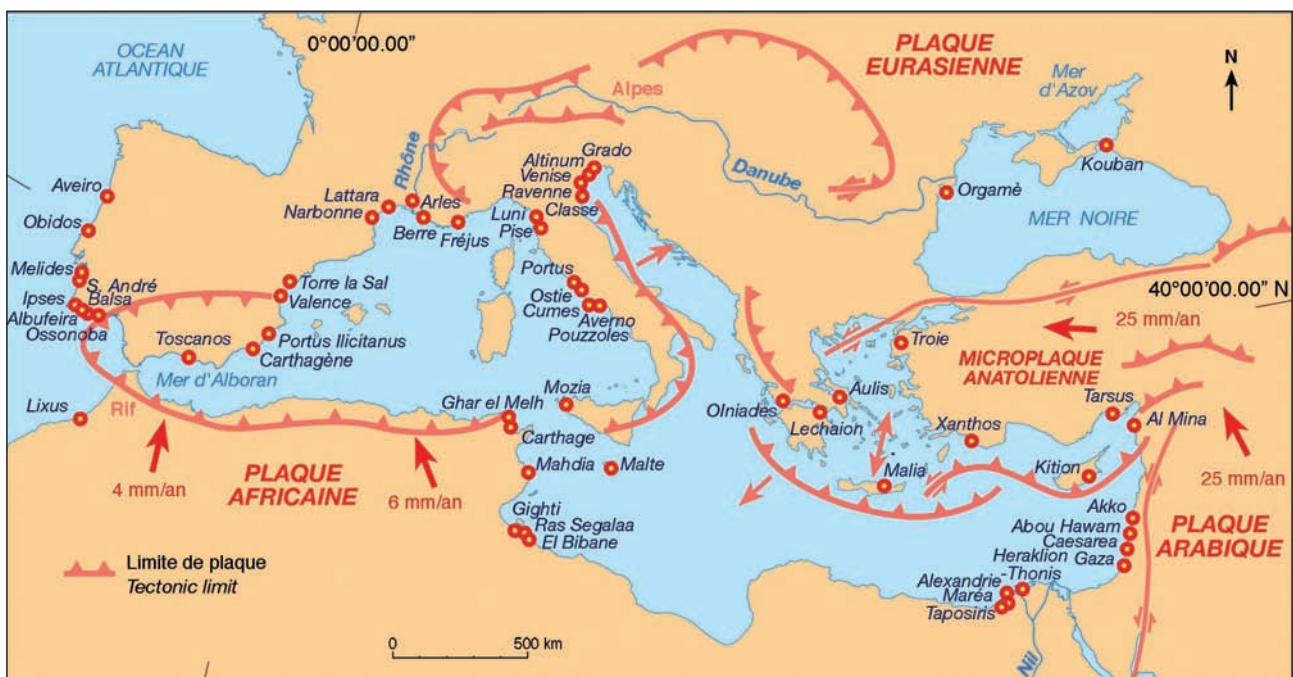 OCEAN
ATLANTIQUE
0°00'00.00"
PLAQUE
EURASIENNE
Mer
d'Azov
N
Alpes
Rhône
Danube
Kouban
Orgamè
MER NOIRE
Grado
Altinum
Venise
Ravenne
Classe
Luni
Pise
Aveiro
Obidos
Lattara
Narbonne
Arles
Berre
Fréjus
Melides
S. André
Ipses
Balsa
Albufeira
Ossonoba
Torre la Sal
Valence
Toscanos
Portus Ilicitanus
Carthagène
Mer d'Alboran
Portus
Ostie
Cumes
Averno
Pouzzoles
40°00'00.00" N
25 mm/an
Troie
MICROPLAQUE
ANATOLIENNE
Lixus
Rif
Mozia
Ghar el Melh
Carthage
Aulis
Olniades
Lechaion
Xanthos
Tarsus
Al Mina
4 mm/an
PLAQUE
AFRICAINE
6 mm/an
Mahdia
Malte
Malia
Kition
25 mm/an
PLAQUE
ARABIQUE
Gighti
Ras Segalaa
El Bibane
Akko
Abou Hawam
Caesarea
Gaza
Heraklion
-Thonis
Alexandrie
Maréa
Taposiris
Nil
Limite de plaque
Tectonic limit
0
500 km